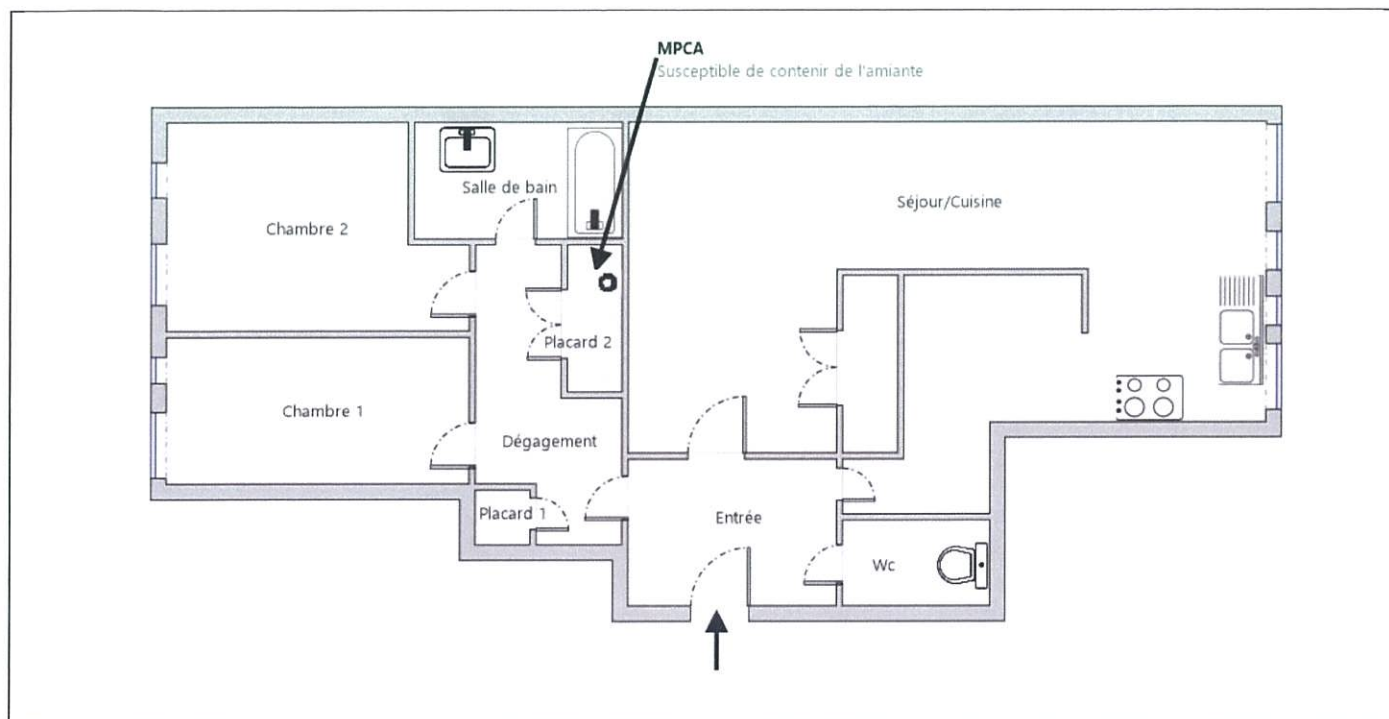 MPCA
Susceptible de contenir de l'amiante
Salle de bain
Séjour/Cuisine
Chambre 2
Placard 2
Chambre 1
Dégagement
Placard 1
Entrée
Wc